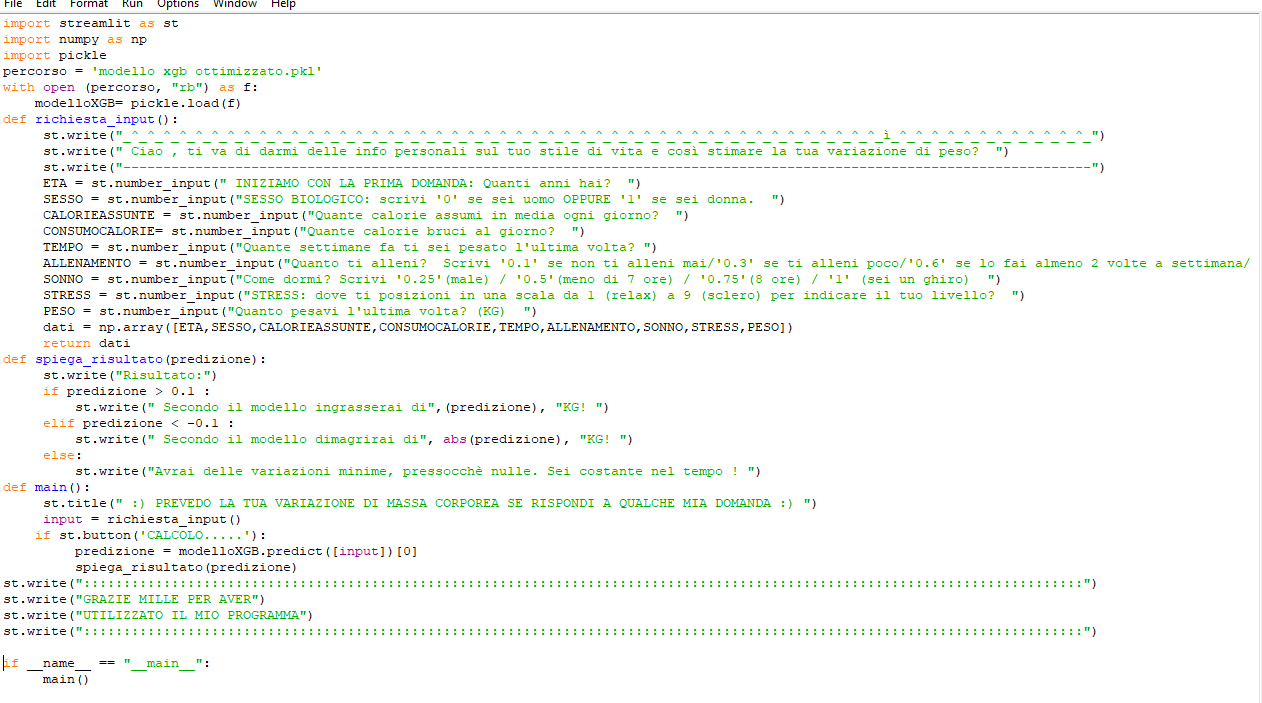 File Edit Format Run Options Window Help
import streamlit as st
import numpy as np
import pickle
percorso = 'modello xgb ottimizzato.pkl'
with open (percorso, "rb") as f:
    modelloXGB= pickle.load(f)
def richiesta_input():
     st.write("_^_^_^_^_^_^_^_^_^_^_^_^_^_^_^_^_^_^_^_^_^_^_^_^_^_^_^_^_^_^_^_^_^_^_^_^_^_^_^_^_^_^_^_^_^_^_^_ì_^_^_^_^_^_^_^_^_^_^_^_^_")
     st.write(" Ciao , ti va di darmi delle info personali sul tuo stile di vita e così stimare la tua variazione di peso?  ")
     st.write("-------------------------------------------------------------------------------------------------------------------------")
     ETA = st.number_input(" INIZIAMO CON LA PRIMA DOMANDA: Quanti anni hai?  ")
     SESSO = st.number_input("SESSO BIOLOGICO: scrivi '0' se sei uomo OPPURE '1' se sei donna.  ")
     CALORIEASSUNTE = st.number_input("Quante calorie assumi in media ogni giorno?  ")
     CONSUMOCALORIE= st.number_input("Quante calorie bruci al giorno?  ")
     TEMPO = st.number_input("Quante settimane fa ti sei pesato l'ultima volta? ")
     ALLENAMENTO = st.number_input("Quanto ti alleni?  Scrivi '0.1' se non ti alleni mai/'0.3' se ti alleni poco/'0.6' se lo fai almeno 2 volte a settimana/
     SONNO = st.number_input("Come dormi? Scrivi '0.25'(male) / '0.5'(meno di 7 ore) / '0.75'(8 ore) / '1' (sei un ghiro)  ")
     STRESS = st.number_input("STRESS: dove ti posizioni in una scala da 1 (relax) a 9 (sclero) per indicare il tuo livello?  ")
     PESO = st.number_input("Quanto pesavi l'ultima volta? (KG)  ")
     dati = np.array([ETA,SESSO,CALORIEASSUNTE,CONSUMOCALORIE,TEMPO,ALLENAMENTO,SONNO,STRESS,PESO])
     return dati
def spiega_risultato(predizione):
     st.write("Risultato:")
     if predizione > 0.1 :
         st.write(" Secondo il modello ingrasserai di",(predizione), "KG! ")
     elif predizione < -0.1 :
         st.write(" Secondo il modello dimagrirai di", abs(predizione), "KG! ")
     else:
         st.write("Avrai delle variazioni minime, pressocchè nulle. Sei costante nel tempo ! ")
def main():
     st.title(" :) PREVEDO LA TUA VARIAZIONE DI MASSA CORPOREA SE RISPONDI A QUALCHE MIA DOMANDA :) ")
     input = richiesta_input()
    if st.button('CALCOLO.....'):
         predizione = modelloXGB.predict([input])[0]
         spiega_risultato(predizione)
st.write(":::::::::::::::::::::::::::::::::::::::::::::::::::::::::::::::::::::::::::::::::::::::::::::::::::::::::::::::::::::::::::::")
st.write("GRAZIE MILLE PER AVER")
st.write("UTILIZZATO IL MIO PROGRAMMA")
st.write(":::::::::::::::::::::::::::::::::::::::::::::::::::::::::::::::::::::::::::::::::::::::::::::::::::::::::::::::::::::::::::::")
if __name__ == "__main__":
     main()